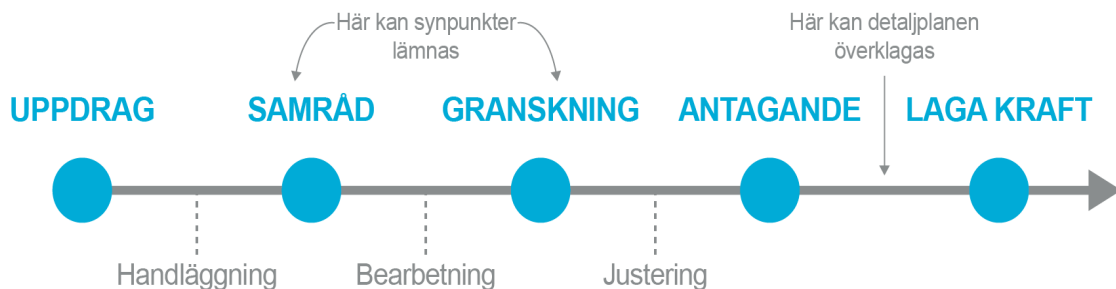 Här kan synpunkter
lämnas
Här kan detaljplanen
överklagas
UPPDRAG
SAMRÅD
GRANSKNING
ANTAGANDE
LAGA KRAFT
Handläggning
Bearbetning
Justering